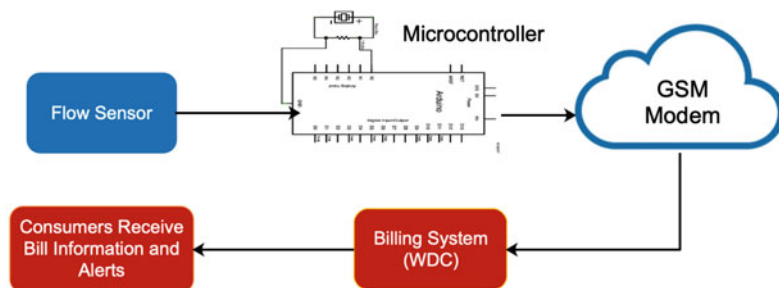 Microcontroller
Flow Sensor
Arduino
GSM
Modem
Consumers Receive
Bill Information and
Alerts
Billing System
(WDC)